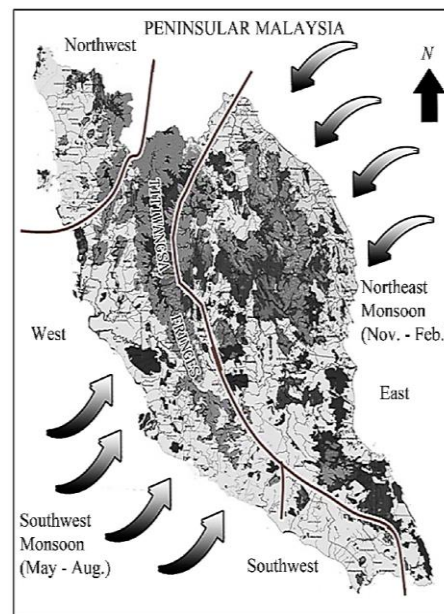 PENINSULAR MALAYSIA
Northwest
N
TITIWANGSA
RANGES
Northeast
Monsoon
(Nov. - Feb.)
West
East
Southwest
Monsoon
(May - Aug.)
Southwest